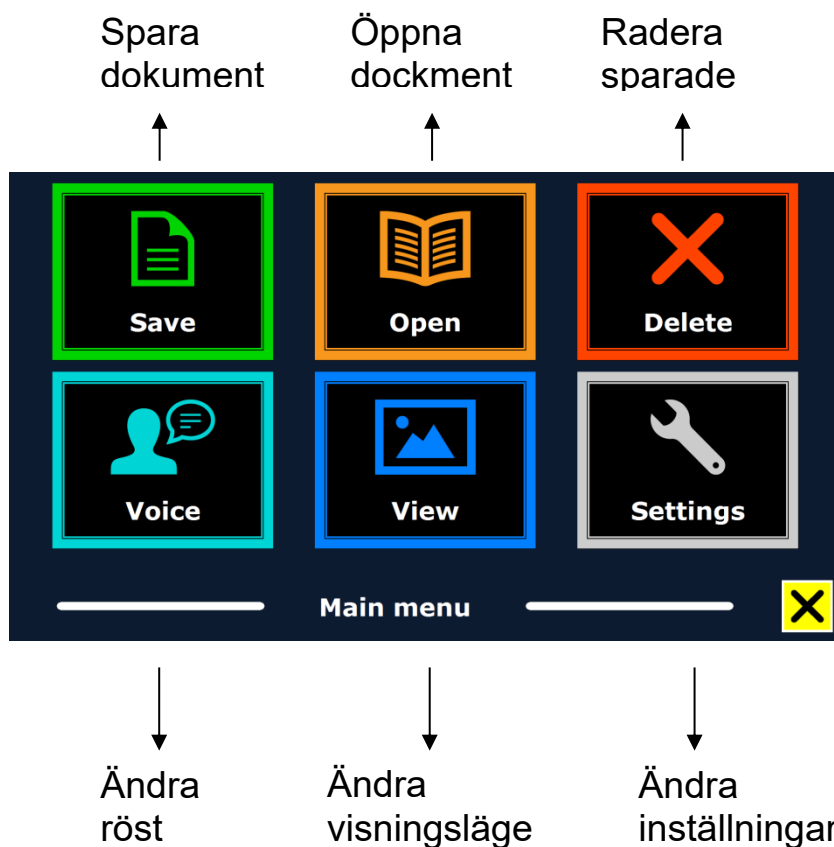 Spara
dokument
Öppna
dockment
Radera
sparade
Save
Open
Delete
Voice
View
Settings
Main menu
Ändra
röst
Ändra
visningsläge
Ändra
inställningar